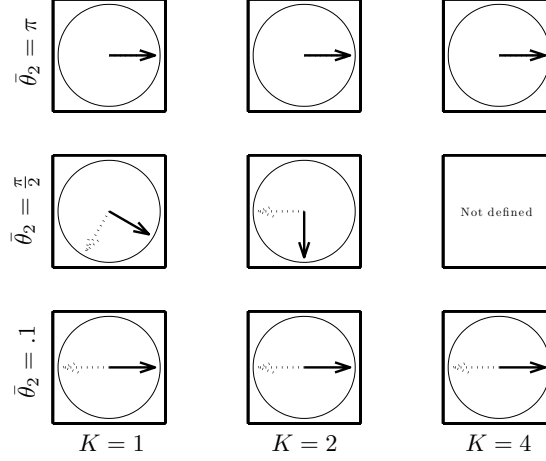 θ̄₂ = π
θ̄₂ = π/2
Not defined
θ̄₂ = .1
K = 1
K = 2
K = 4